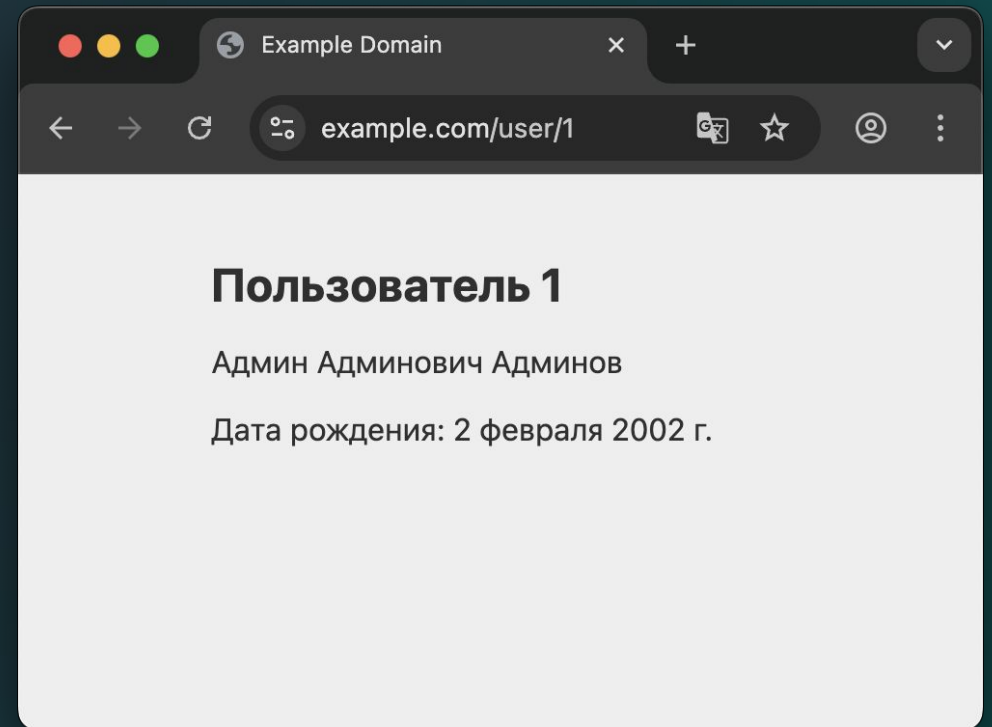 Example Domain
example.com/user/1
Пользователь 1
Админ Админович Админов
Дата рождения: 2 февраля 2002 г.